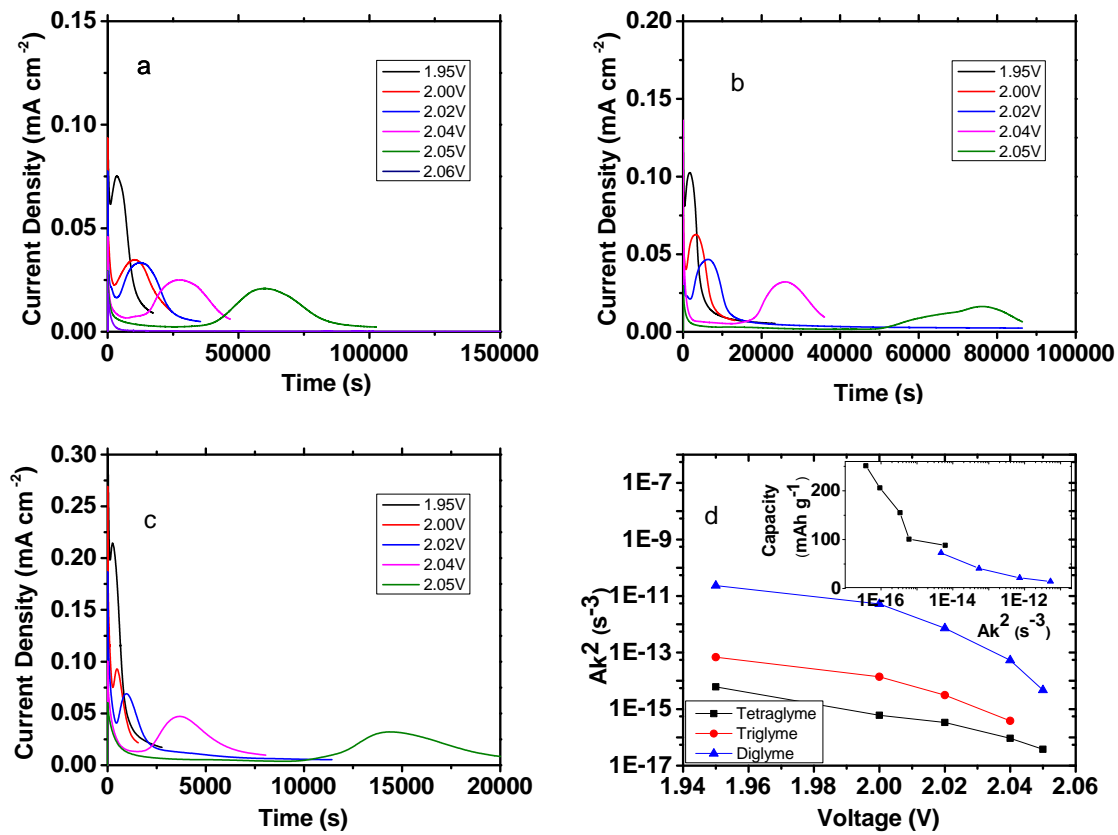 a
Current Density (mA cm⁻²)
0.15
0.10
0.05
0.00
1.95V
2.00V
2.02V
2.04V
2.05V
2.06V
0 50000 100000 150000
Time (s)
b
Current Density (mA cm⁻²)
0.20
0.15
0.10
0.05
0.00
1.95V
2.00V
2.02V
2.04V
2.05V
0 20000 40000 60000 80000 100000
Time (s)
c
Current Density (mA cm⁻²)
0.30
0.25
0.20
0.15
0.10
0.05
0.00
1.95V
2.00V
2.02V
2.04V
2.05V
0 5000 10000 15000 20000
Time (s)
d
Ak² (s⁻³)
1E-7
1E-9
1E-11
1E-13
1E-15
1E-17
Capacity
(mAh g⁻¹)
200
100
0
1E-16 1E-14 1E-12
Ak² (s⁻³)
Tetraglyme
Triglyme
Diglyme
1.94 1.96 1.98 2.00 2.02 2.04 2.06
Voltage (V)